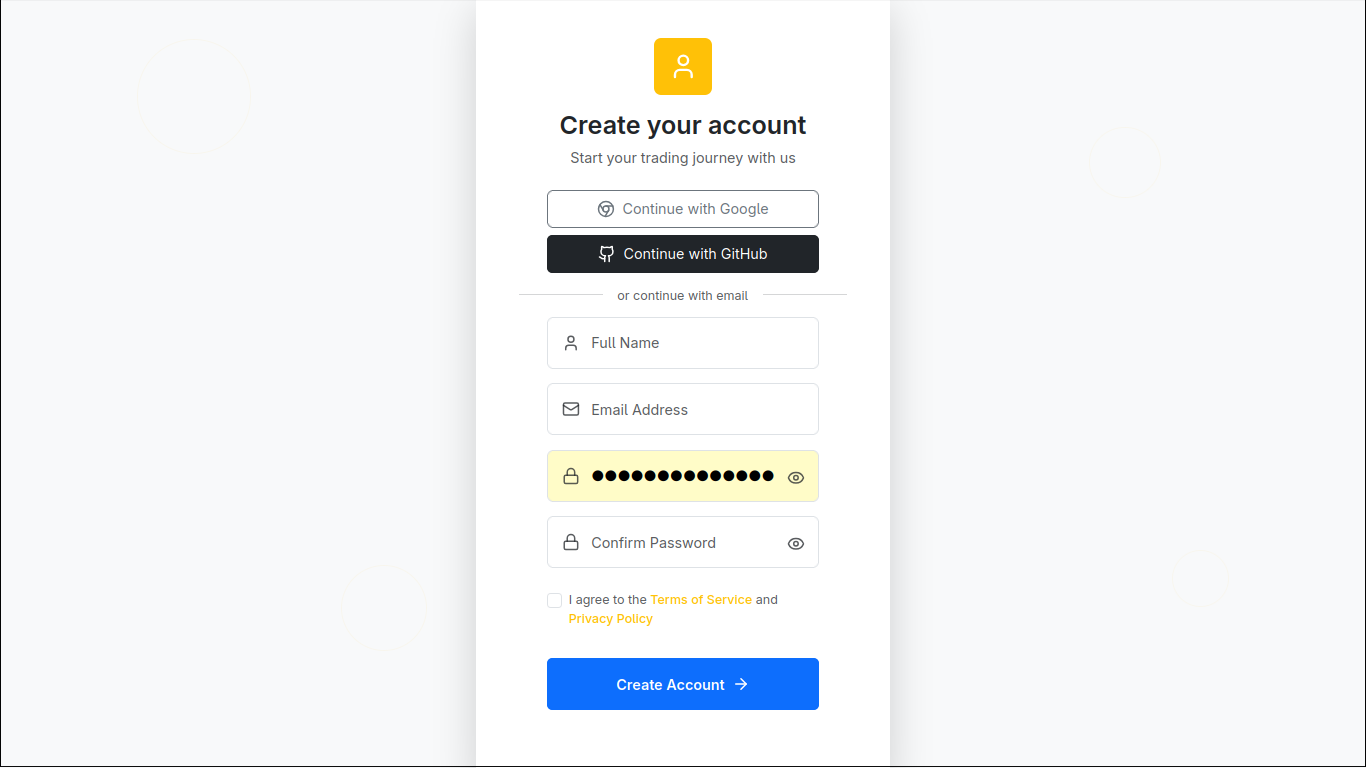 Create your account
Start your trading journey with us
Continue with Google
Continue with GitHub
or continue with email
Full Name
Email Address
●●●●●●●●●●●●●●
Confirm Password
I agree to the Terms of Service and
Privacy Policy
Create Account